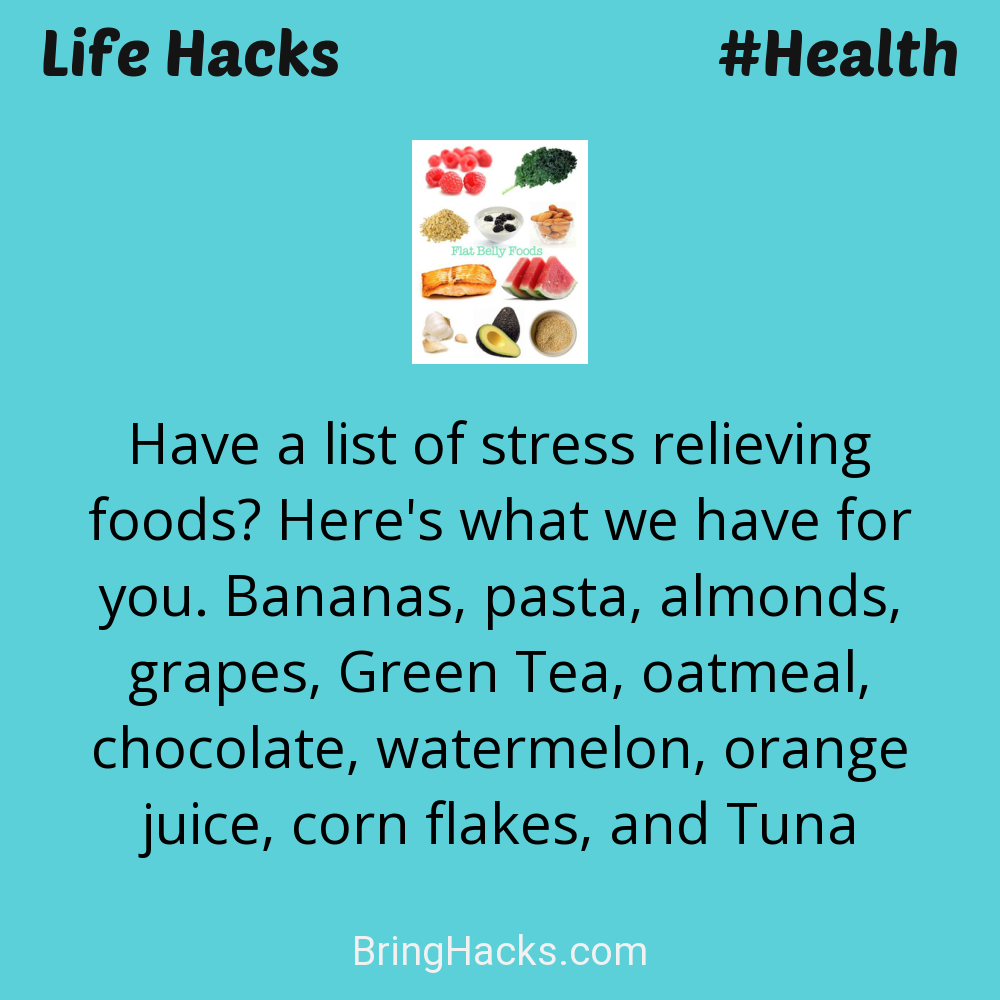 Life Hacks
#Health
Flat Belly Foods
Have a list of stress relieving
foods? Here's what we have for
you. Bananas, pasta, almonds,
grapes, Green Tea, oatmeal,
chocolate, watermelon, orange
juice, corn flakes, and Tuna
BringHacks.com